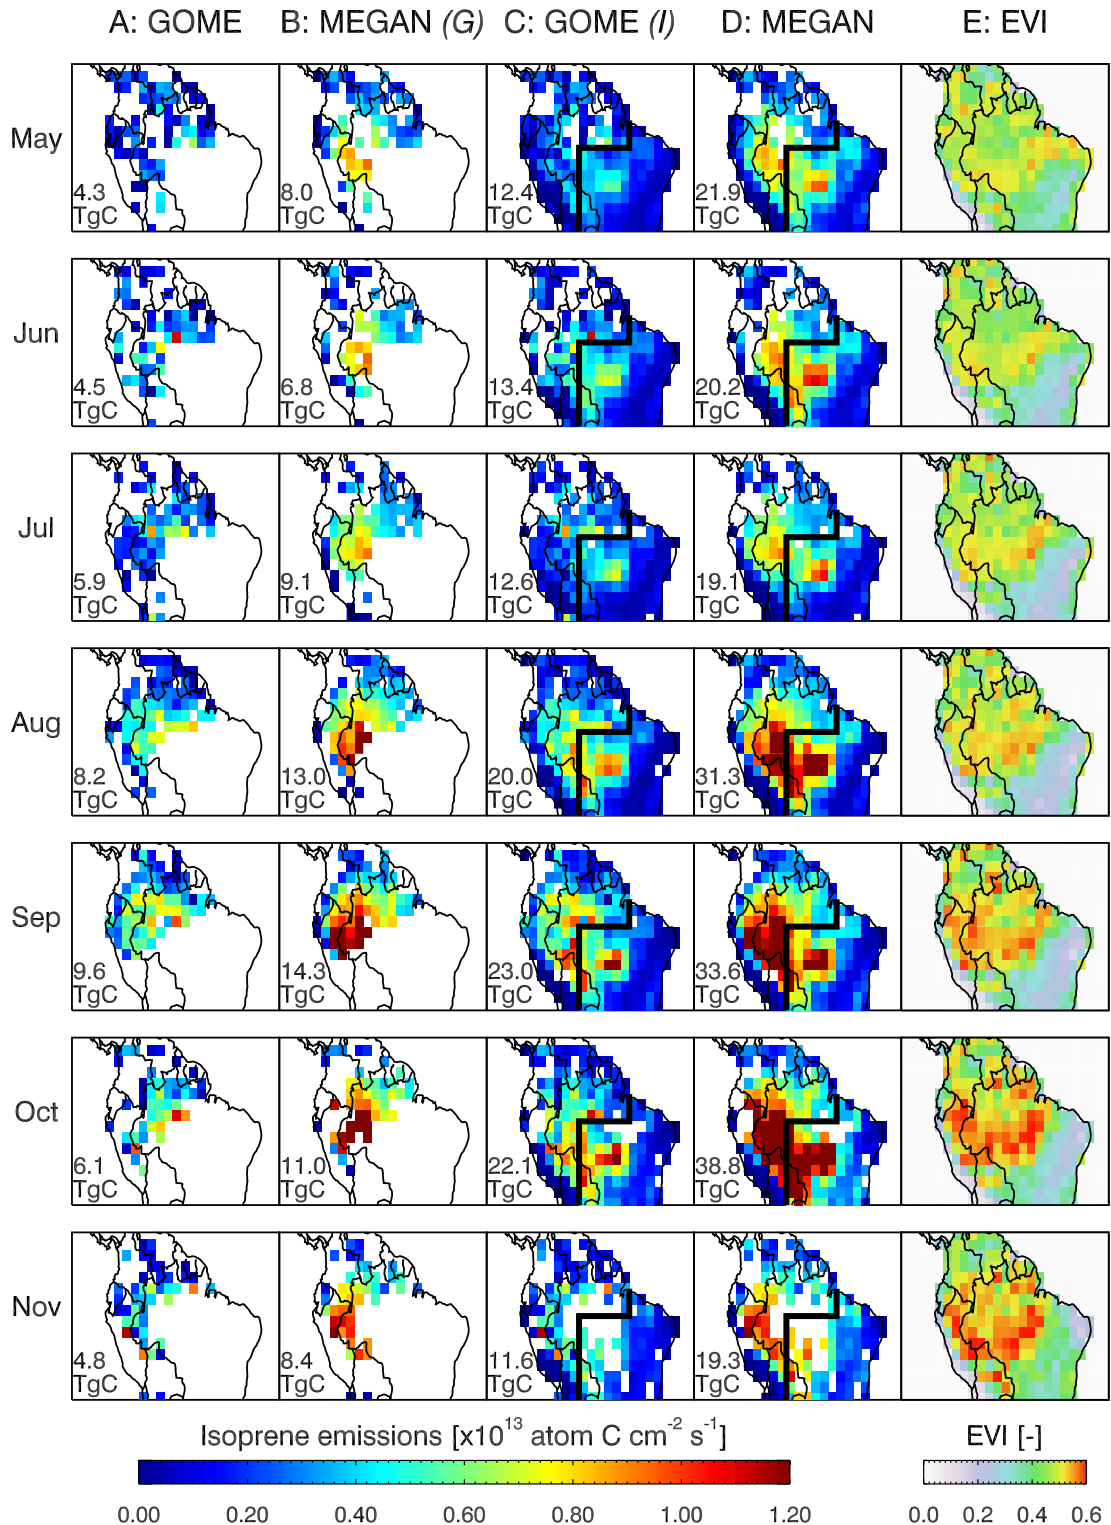 A: GOME B: MEGAN (G) C: GOME (I) D: MEGAN E: EVI
May
4.3 TgC 8.0 TgC 12.4 TgC 21.9 TgC
Jun
4.5 TgC 6.8 TgC 13.4 TgC 20.2 TgC
Jul
5.9 TgC 9.1 TgC 12.6 TgC 19.1 TgC
Aug
8.2 TgC 13.0 TgC 20.0 TgC 31.3 TgC
Sep
9.6 TgC 14.3 TgC 23.0 TgC 33.6 TgC
Oct
6.1 TgC 11.0 TgC 22.1 TgC 38.8 TgC
Nov
4.8 TgC 8.4 TgC 11.6 TgC 19.3 TgC
Isoprene emissions [x10¹³ atom C cm⁻² s⁻¹] EVI [-]
0.00 0.20 0.40 0.60 0.80 1.00 1.20 0.0 0.2 0.4 0.6